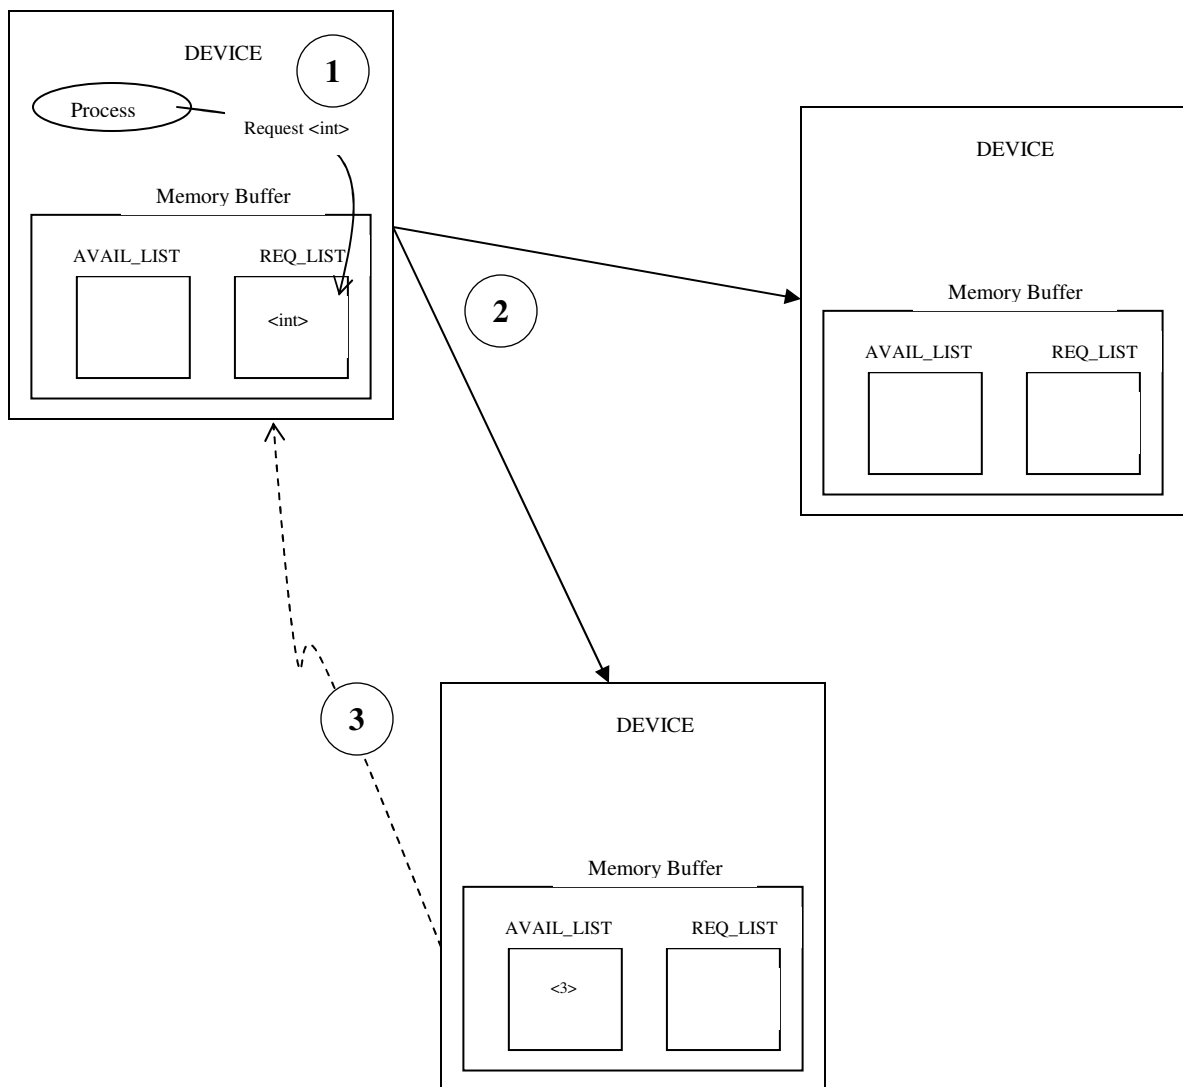 DEVICE
1
Process
Request <int>
Memory Buffer
AVAIL_LIST
REQ_LIST
<int>
2
DEVICE
Memory Buffer
AVAIL_LIST
REQ_LIST
3
DEVICE
Memory Buffer
AVAIL_LIST
REQ_LIST
<3>